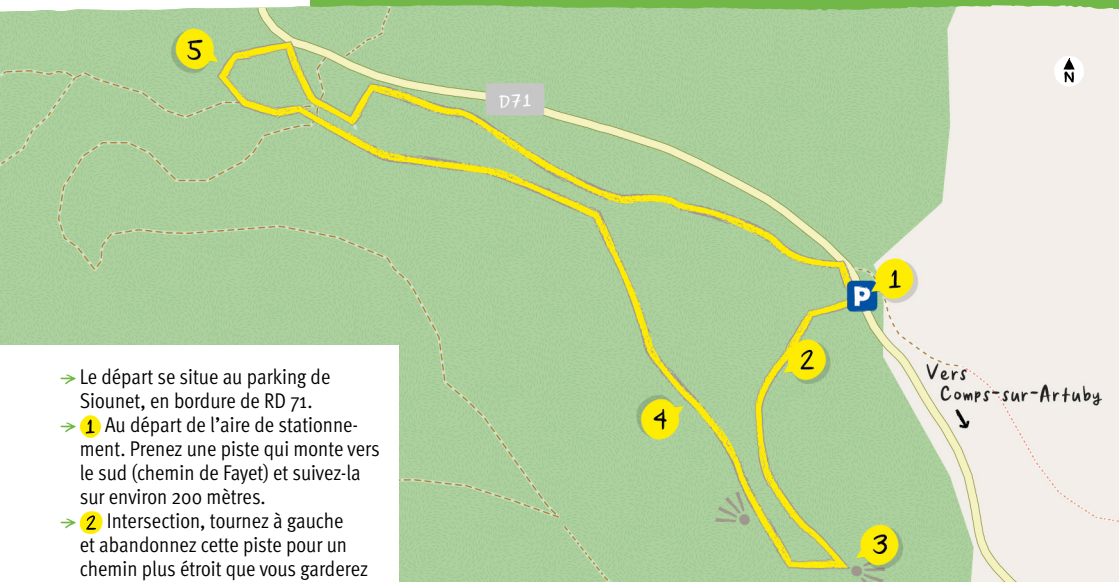 5
D71
N
P
1
2
Vers
Comps-sur-Artuby
4
3
→ Le départ se situe au parking de
Siounet, en bordure de RD 71.
→ 1 Au départ de l'aire de stationne-
ment. Prenez une piste qui monte vers
le sud (chemin de Fayet) et suivez-la
sur environ 200 mètres.
→ 2 Intersection, tournez à gauche
et abandonnez cette piste pour un
chemin plus étroit que vous garderez